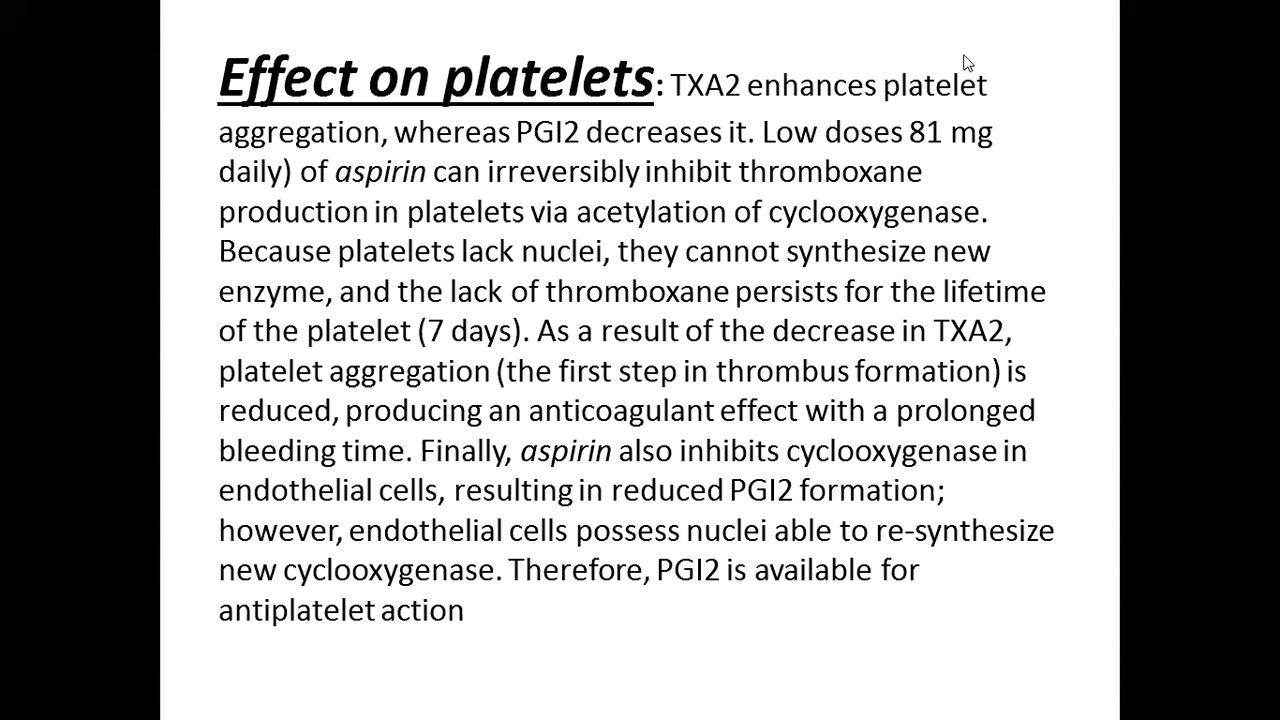 Effect on platelets: TXA2 enhances platelet
aggregation, whereas PGI2 decreases it. Low doses 81 mg
daily) of aspirin can irreversibly inhibit thromboxane
production in platelets via acetylation of cyclooxygenase.
Because platelets lack nuclei, they cannot synthesize new
enzyme, and the lack of thromboxane persists for the lifetime
of the platelet (7 days). As a result of the decrease in TXA2,
platelet aggregation (the first step in thrombus formation) is
reduced, producing an anticoagulant effect with a prolonged
bleeding time. Finally, aspirin also inhibits cyclooxygenase in
endothelial cells, resulting in reduced PGI2 formation;
however, endothelial cells possess nuclei able to re-synthesize
new cyclooxygenase. Therefore, PGI2 is available for
antiplatelet action